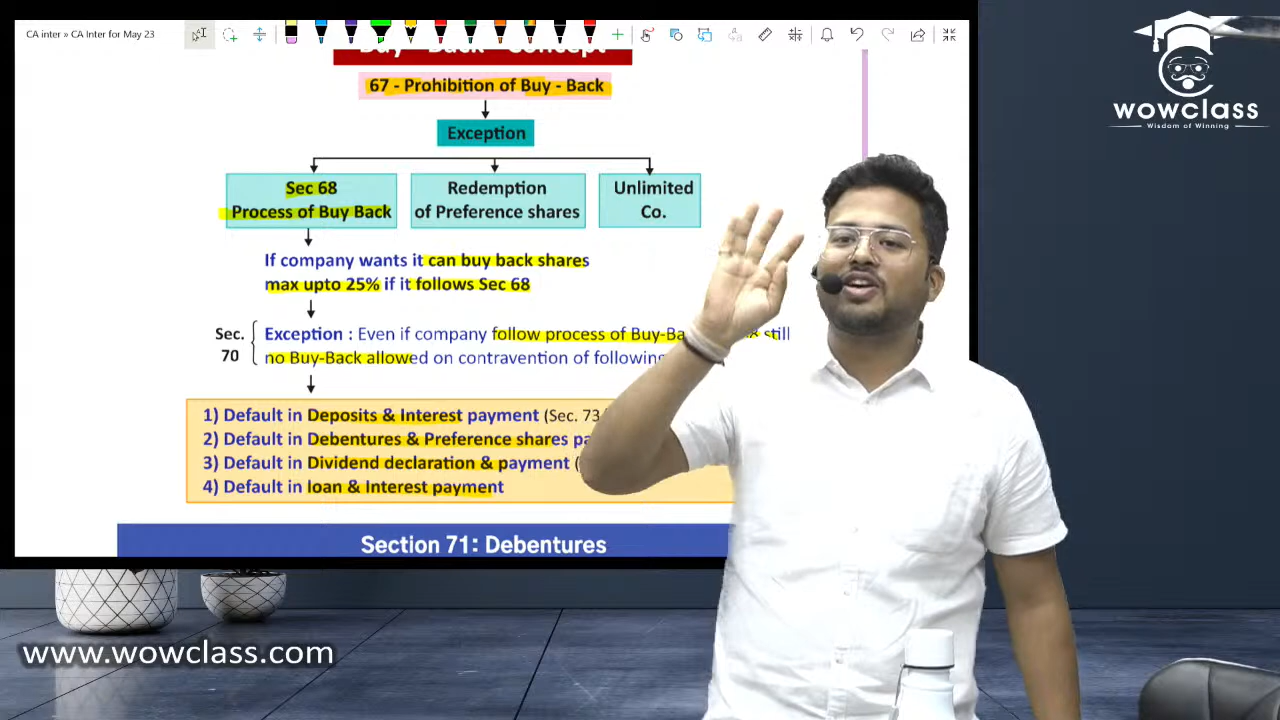 CA inter » CA Inter for May 23
Buy - Back - Concept
67 - Prohibition of Buy - Back
Exception
Sec 68
Process of Buy Back
Redemption
of Preference shares
Unlimited
Co.
If company wants it can buy back shares
max upto 25% if it follows Sec 68
Sec.
70
Exception : Even if company follow process of still
no Buy-Back allowed on contravention of following
1) Default in Deposits & Interest payment (Sec. 73
2) Default in Debentures & Preference shares
3) Default in Dividend declaration & payment (
4) Default in loan & Interest payment
Section 71: Debentures
wowclass
Wisdom of Winning
www.wowclass.com